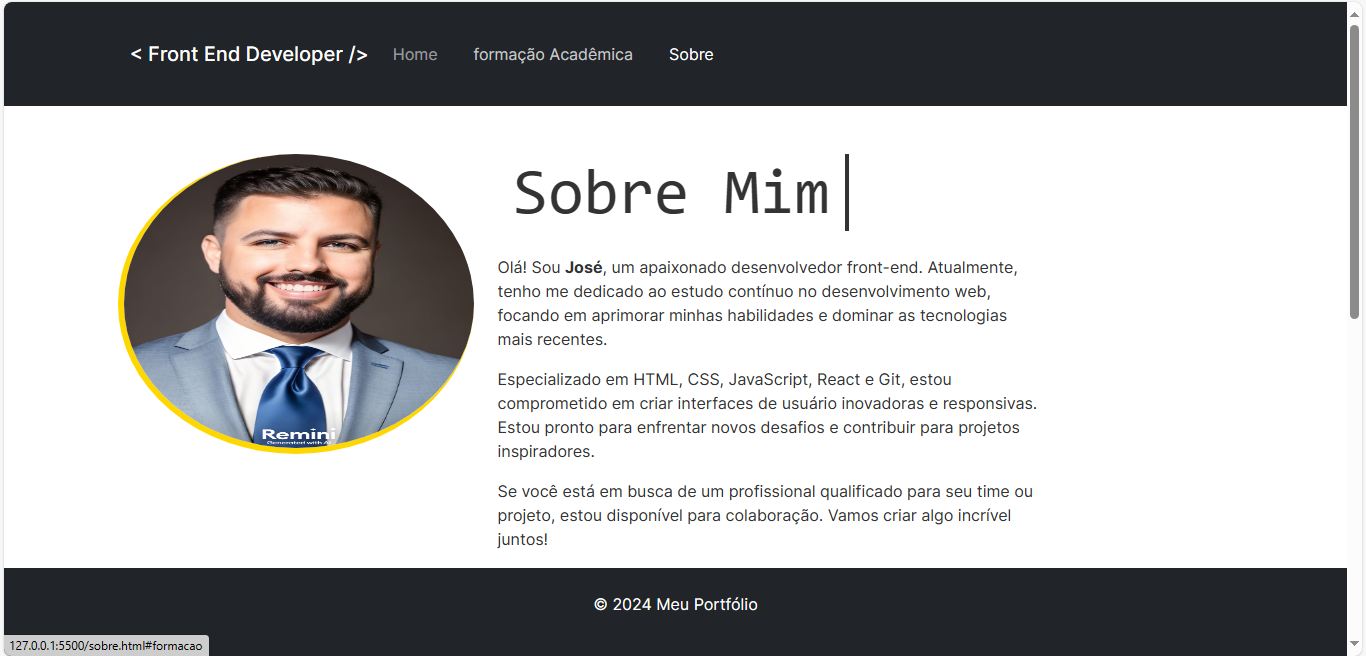 < Front End Developer />
Home
formação Acadêmica
Sobre
Sobre Mim
Olá! Sou José, um apaixonado desenvolvedor front-end. Atualmente,
tenho me dedicado ao estudo contínuo no desenvolvimento web,
focando em aprimorar minhas habilidades e dominar as tecnologias
mais recentes.
Especializado em HTML, CSS, JavaScript, React e Git, estou
comprometido em criar interfaces de usuário inovadoras e responsivas.
Estou pronto para enfrentar novos desafios e contribuir para projetos
inspiradores.
Se você está em busca de um profissional qualificado para seu time ou
projeto, estou disponível para colaboração. Vamos criar algo incrível
juntos!
Remini
Generated with
© 2024 Meu Portfólio
127.0.0.1:5500/sobre.html#formacao